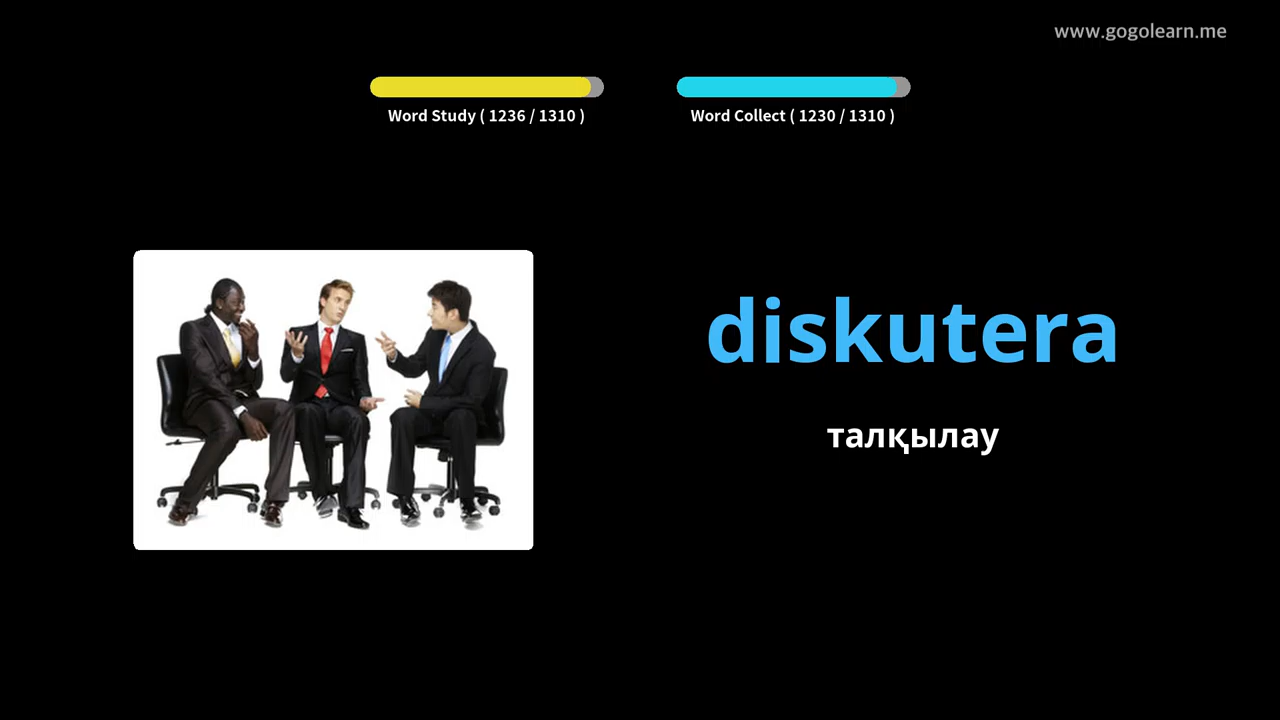 www.gogolearn.me
Word Study ( 1236 / 1310 )
Word Collect ( 1230 / 1310 )
diskutera
талқылау